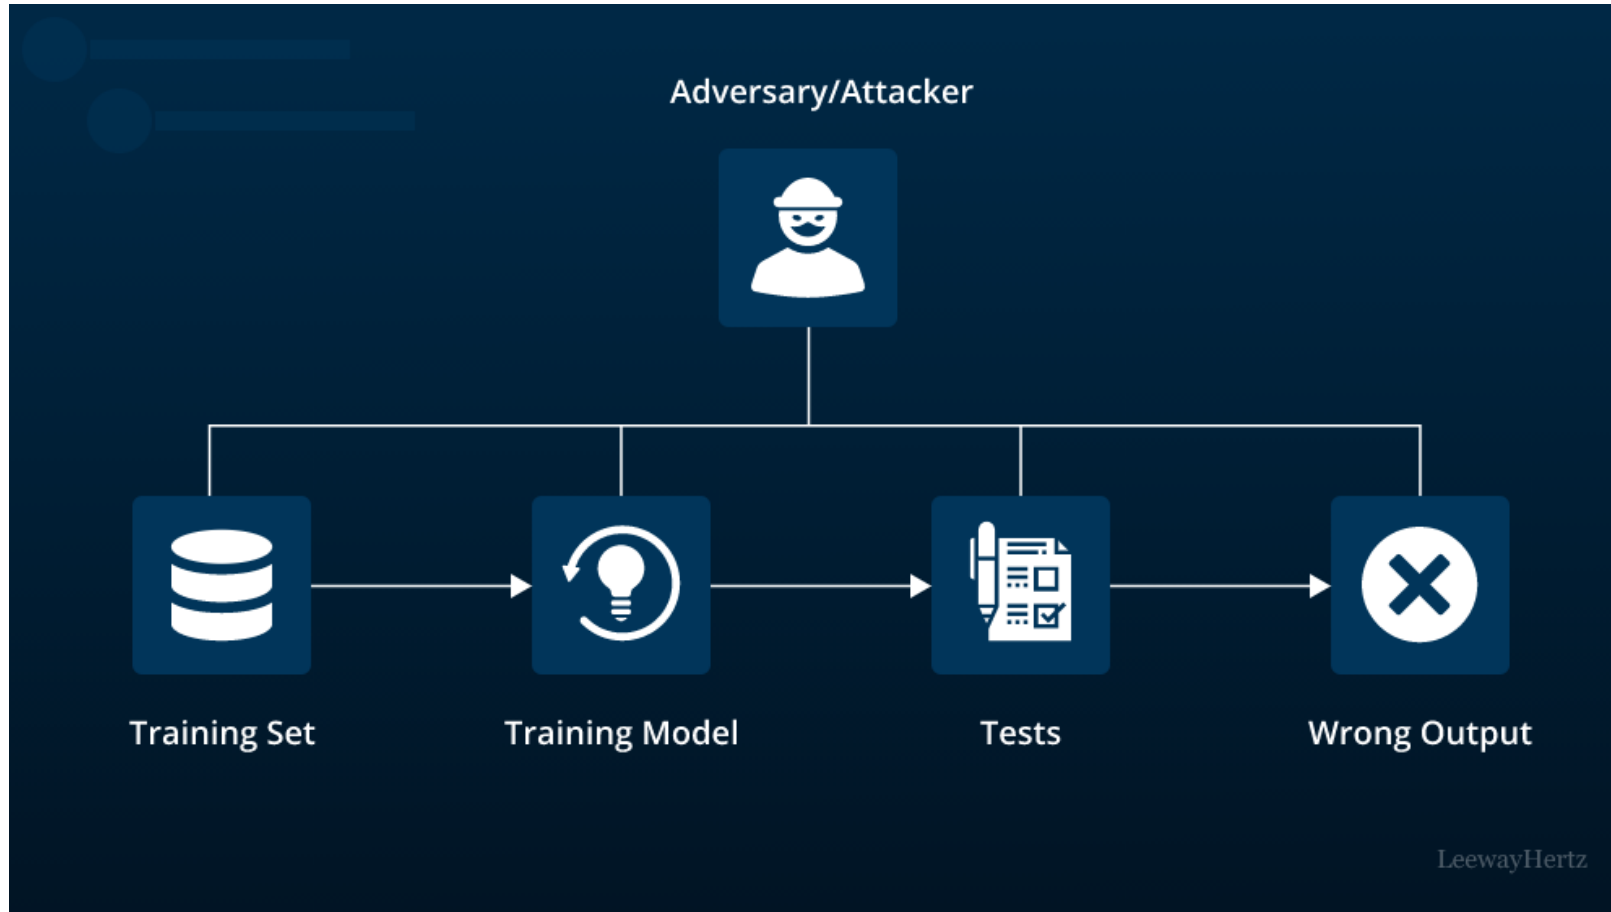 Adversary/Attacker
Training Set
Training Model
Tests
Wrong Output
LeewayHertz